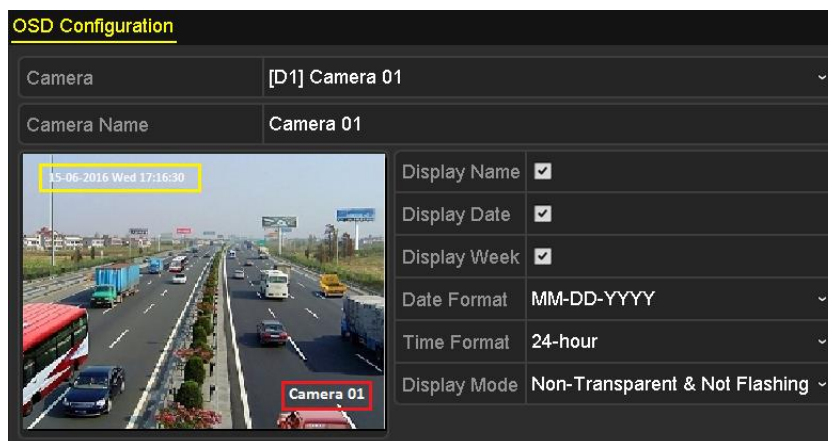 OSD Configuration
Camera [D1] Camera 01
Camera Name Camera 01
15-06-2016 Wed 17:16:30
Camera 01
Display Name
Display Date
Display Week
Date Format MM-DD-YYYY
Time Format 24-hour
Display Mode Non-Transparent & Not Flashing